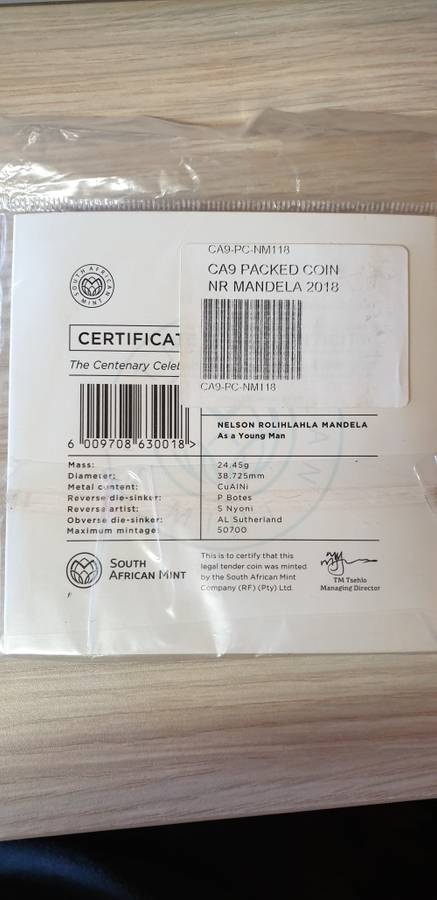 CA9-PC-NM118
CA9 PACKED COIN
NR MANDELA 2018
CA9-PC-NM118
SOUTH AFRICAN MINT
CERTIFICAT
The Centenary Celeb
6 009708 630018 >
NELSON ROLIHLAHLA MANDELA
As a Young Man
Mass: 24.45g
Diameter: 38.725mm
Metal content: CuAlNi
Reverse die-sinker: P Botes
Reverse artist: S Nyoni
Obverse die-sinker: AL Sutherland
Maximum mintage: 50700
SOUTH
AFRICAN MINT
This is to certify that this
legal tender coin was minted
by the South African Mint
Company (RF) (Pty) Ltd.
TM Tsehlo
Managing Director
F